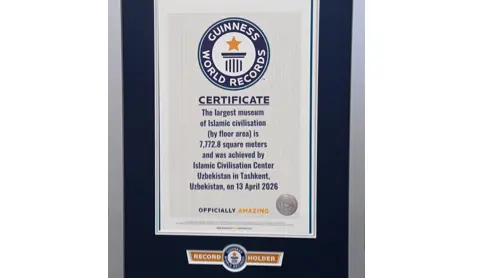 GUINNESS
WORLD RECORDS
CERTIFICATE
The largest museum
of Islamic civilisation
(by floor area) is
7,772.8 square meters
and was achieved by
Islamic Civilisation Center
Uzbekistan in Tashkent,
Uzbekistan, on 13 April 2026
OFFICIALLY AMAZING
RECORD HOLDER